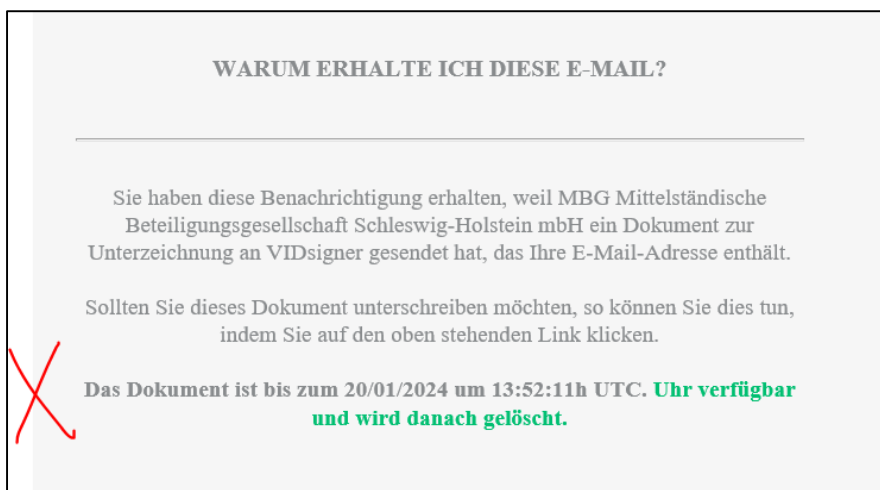 WARUM ERHALTE ICH DIESE E-MAIL?
Sie haben diese Benachrichtigung erhalten, weil MBG Mittelständische
Beteiligungsgesellschaft Schleswig-Holstein mbH ein Dokument zur
Unterzeichnung an VIDsigner gesendet hat, das Ihre E-Mail-Adresse enthält.
Sollten Sie dieses Dokument unterschreiben möchten, so können Sie dies tun,
indem Sie auf den oben stehenden Link klicken.
Das Dokument ist bis zum 20/01/2024 um 13:52:11h UTC. Uhr verfügbar
und wird danach gelöscht.